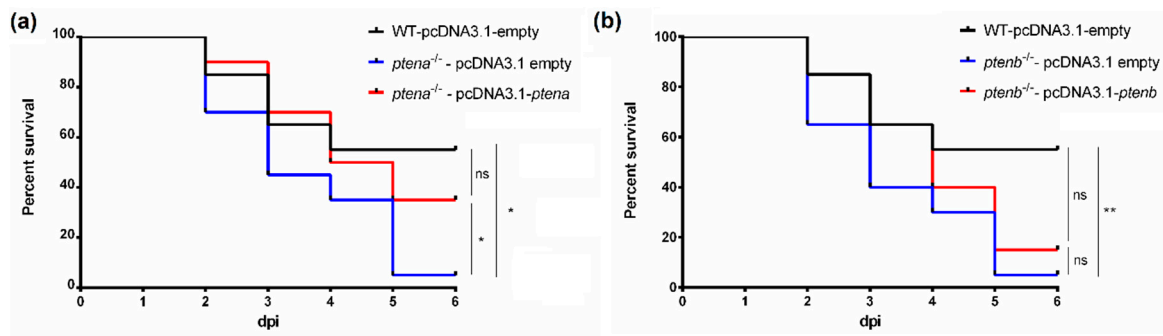 (a)
WT-pcDNA3.1-empty
ptena-/- - pcDNA3.1 empty
ptena-/- - pcDNA3.1-ptena
Percent survival
100
80
60
40
20
0
0 1 2 3 4 5 6
dpi
ns
*
*
(b)
WT-pcDNA3.1-empty
ptenb-/- - pcDNA3.1 empty
ptenb-/- - pcDNA3.1-ptenb
Percent survival
100
80
60
40
20
0
0 1 2 3 4 5 6
dpi
ns
**
ns